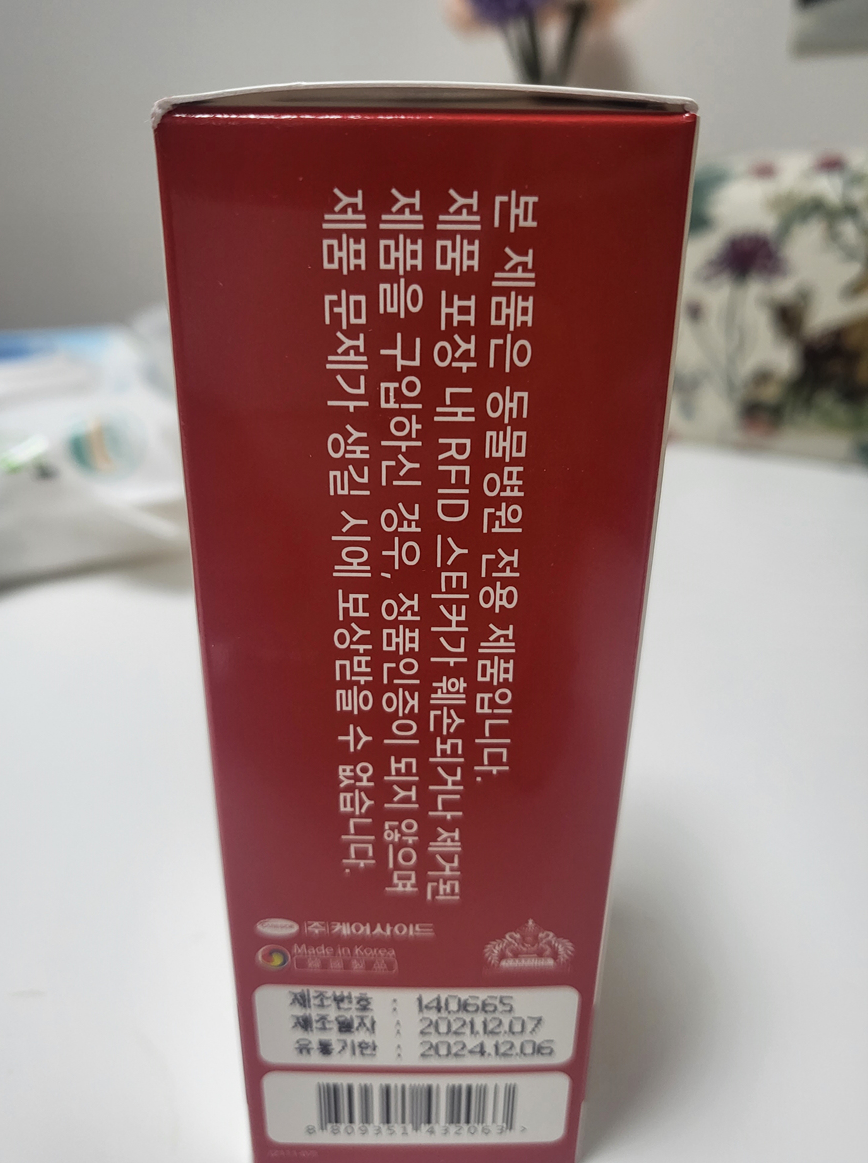 본 제품은 동물병원 전용 제품입니다.
제품 포장 내 RFID 스티커가 훼손되거나 제거된
제품을 구입하신 경우, 정품인증이 되지 않으며
제품 문제가 생길 시에 보상받을 수 없습니다.
(주)케어사이드
Made in Korea
제조번호 : 140665
제조일자 : 2021.12.07
유통기한 : 2024.12.06
8 809351 432063 >